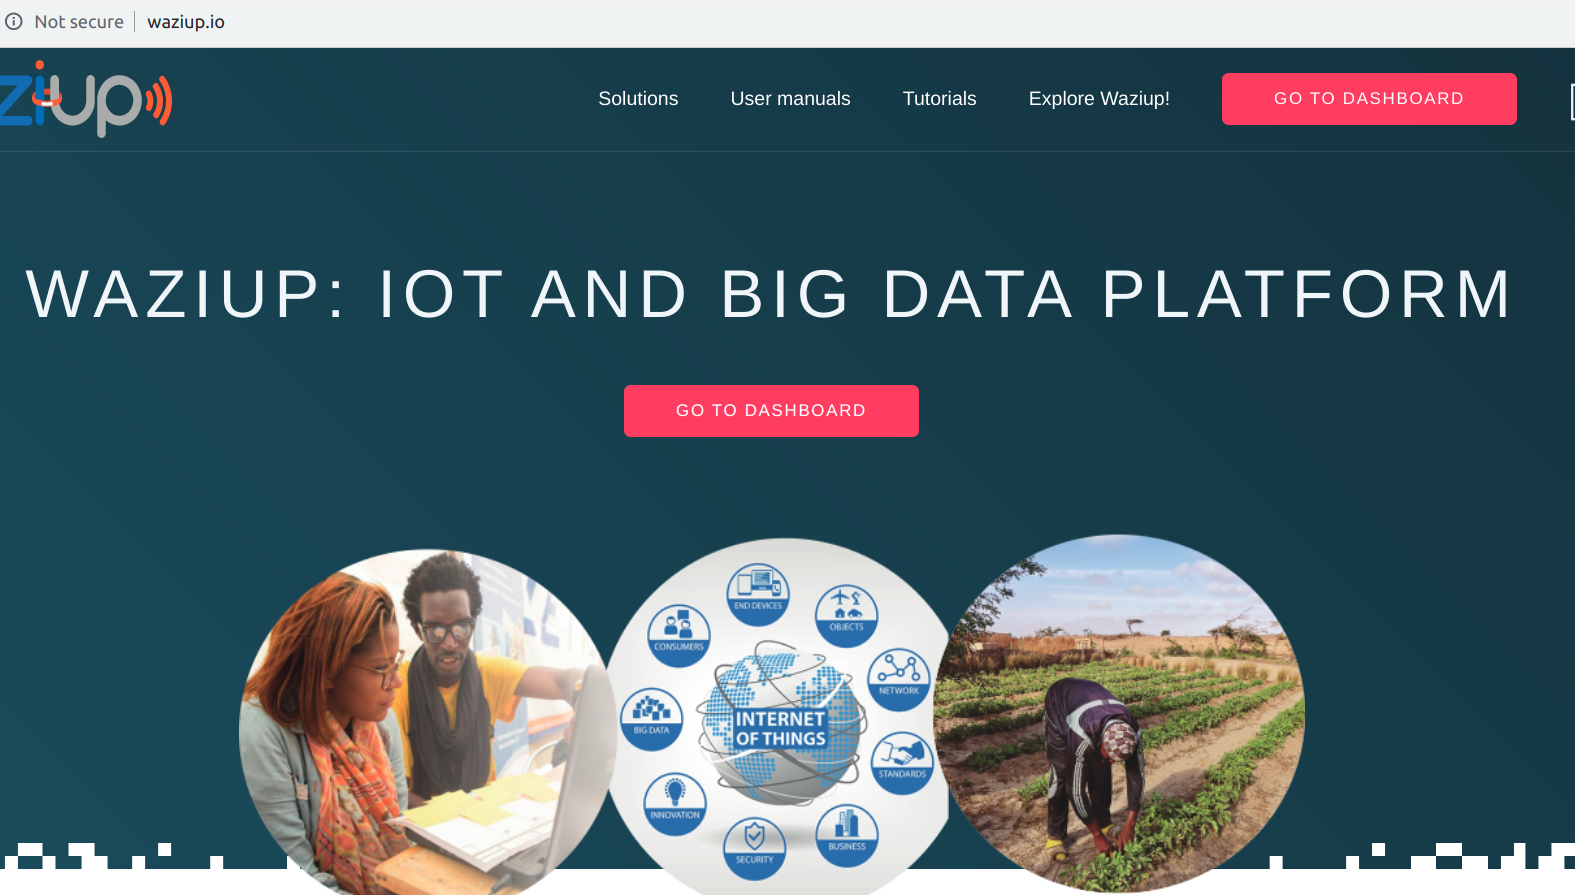 Not secure waziup.io
ziup
Solutions User manuals Tutorials Explore Waziup! GO TO DASHBOARD
WAZIUP: IOT AND BIG DATA PLATFORM
GO TO DASHBOARD
END DEVICES
OBJECTS
CONSUMERS
NETWORK
BIG DATA
INTERNET
OF THINGS
STANDARDS
INNOVATION
BUSINESS
SECURITY